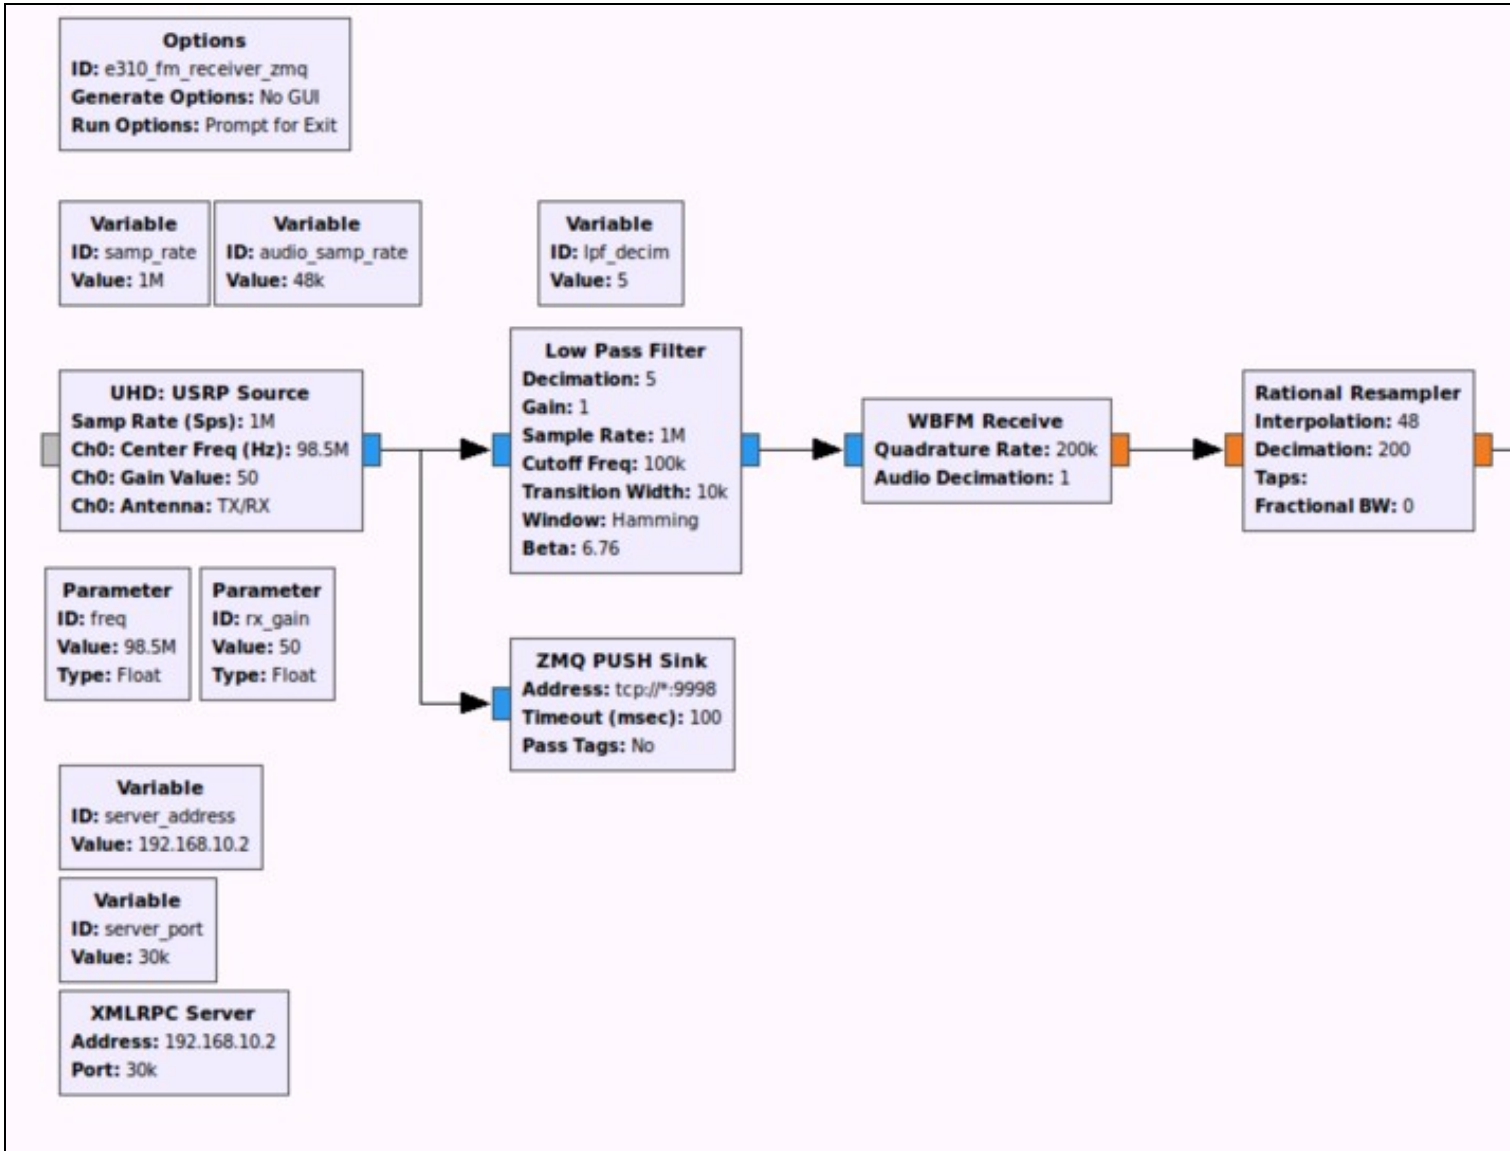 Options
ID: e310_fm_receiver_zmq
Generate Options: No GUI
Run Options: Prompt for Exit
Variable
ID: samp_rate
Value: 1M
Variable
ID: audio_samp_rate
Value: 48k
Variable
ID: lpf_decim
Value: 5
UHD: USRP Source
Samp Rate (Sps): 1M
Ch0: Center Freq (Hz): 98.5M
Ch0: Gain Value: 50
Ch0: Antenna: TX/RX
Low Pass Filter
Decimation: 5
Gain: 1
Sample Rate: 1M
Cutoff Freq: 100k
Transition Width: 10k
Window: Hamming
Beta: 6.76
WBFM Receive
Quadrature Rate: 200k
Audio Decimation: 1
Rational Resampler
Interpolation: 48
Decimation: 200
Taps:
Fractional BW: 0
Parameter
ID: freq
Value: 98.5M
Type: Float
Parameter
ID: rx_gain
Value: 50
Type: Float
ZMQ PUSH Sink
Address: tcp://*:9998
Timeout (msec): 100
Pass Tags: No
Variable
ID: server_address
Value: 192.168.10.2
Variable
ID: server_port
Value: 30k
XMLRPC Server
Address: 192.168.10.2
Port: 30k